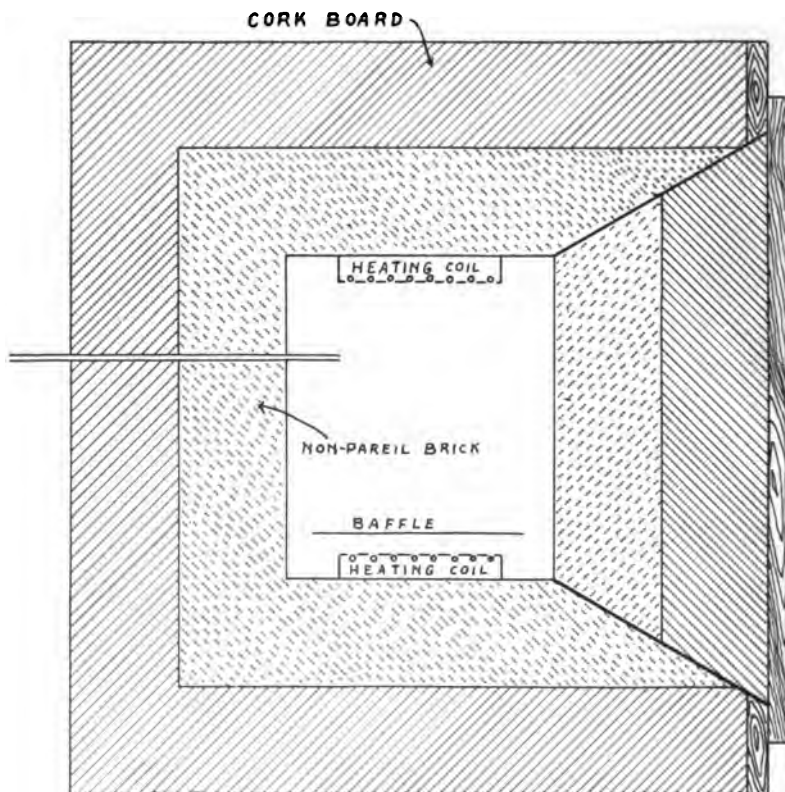 CORK BOARD
HEATING COIL
NON-PAREIL BRICK
BAFFLE
HEATING COIL